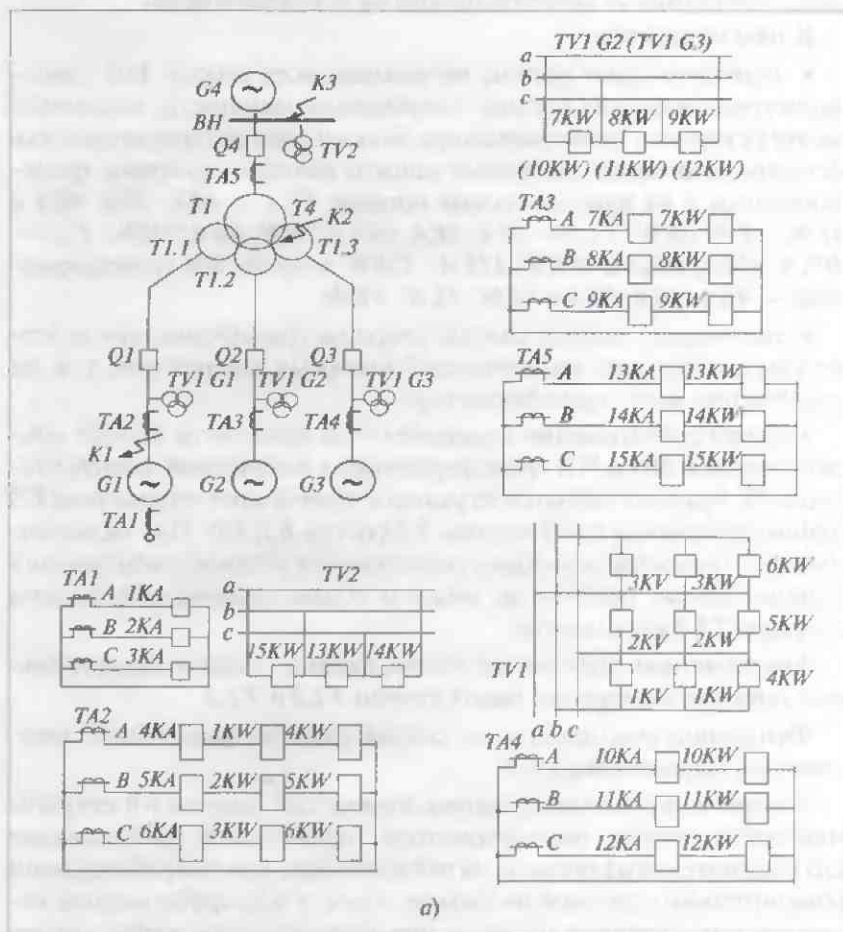 TV1 G2 (TV1 G3)
a
b
c
7KW 8KW 9KW
(10KW) (11KW) (12KW)
G4
K3
BH
Q4
TV2
TA5
T1
T4
K2
T1.1
T1.3
T1.2
Q1
Q2
Q3
TV1 G1
TV1 G2
TV1 G3
TA2
TA3
TA4
K1
G1
G2
G3
TA1
TA3
A 7KA 7KW
B 8KA 8KW
C 9KA 9KW
TA5
A 13KA 13KW
B 14KA 14KW
C 15KA 15KW
TA1
A 1KA
B 2KA
C 3KA
TV2
a
b
c
15KW 13KW 14KW
6KW
3KV 3KW
5KW
2KV 2KW
4KW
1KV 1KW
TV1
a b c
TA2
A 4KA 1KW 4KW
B 5KA 2KW 5KW
C 6KA 3KW 6KW
TA4
A 10KA 10KW
B 11KA 11KW
C 12KA 12KW
а)